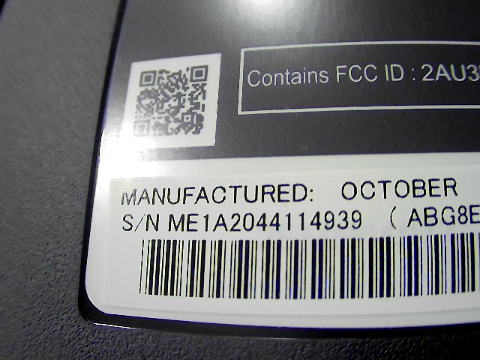 Contains FCC ID : 2AU3
MANUFACTURED: OCTOBER
S/N ME1A2044114939 ( ABG8E